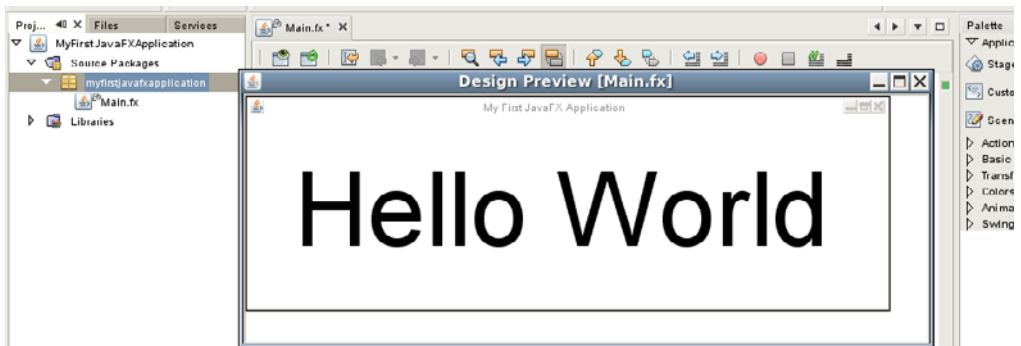 Proj... Files Services
Main.fx *
Palette
MyFirstJavaFXApplication
Source Packages
myfirstjavafxapplication
Main.fx
Libraries
Design Preview [Main.fx]
My First JavaFX Application
Hello World
Applic
Stage
Custo
Scen
Action
Basic
Transf
Colors
Anima
Swing